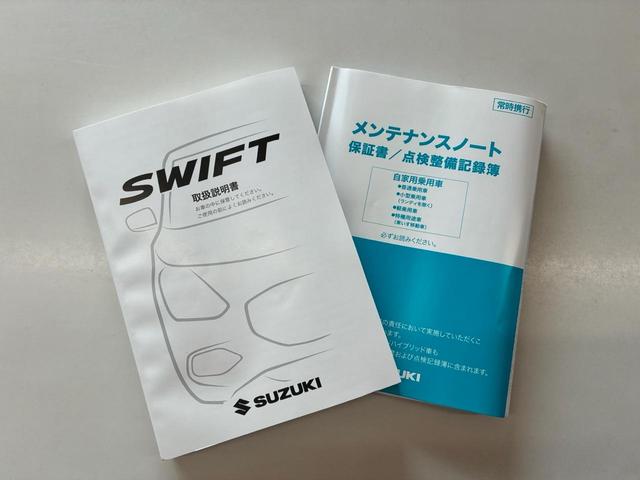 SWIFT
取扱説明書
お車の中に保管してください。
ご使用の前によくお読みください。
SUZUKI
常時携行
メンテナンスノート
保証書／点検整備記録簿
自家用乗用車
●普通乗用車
●小型乗用車
(ランディを除く)
●軽乗用車
●特種用途車
(車いす移動車)
必ずお読みください。
の責任において実施していただくこ
ます。
ハイブリッド車も
および点検記録簿に含まれます。
UKI